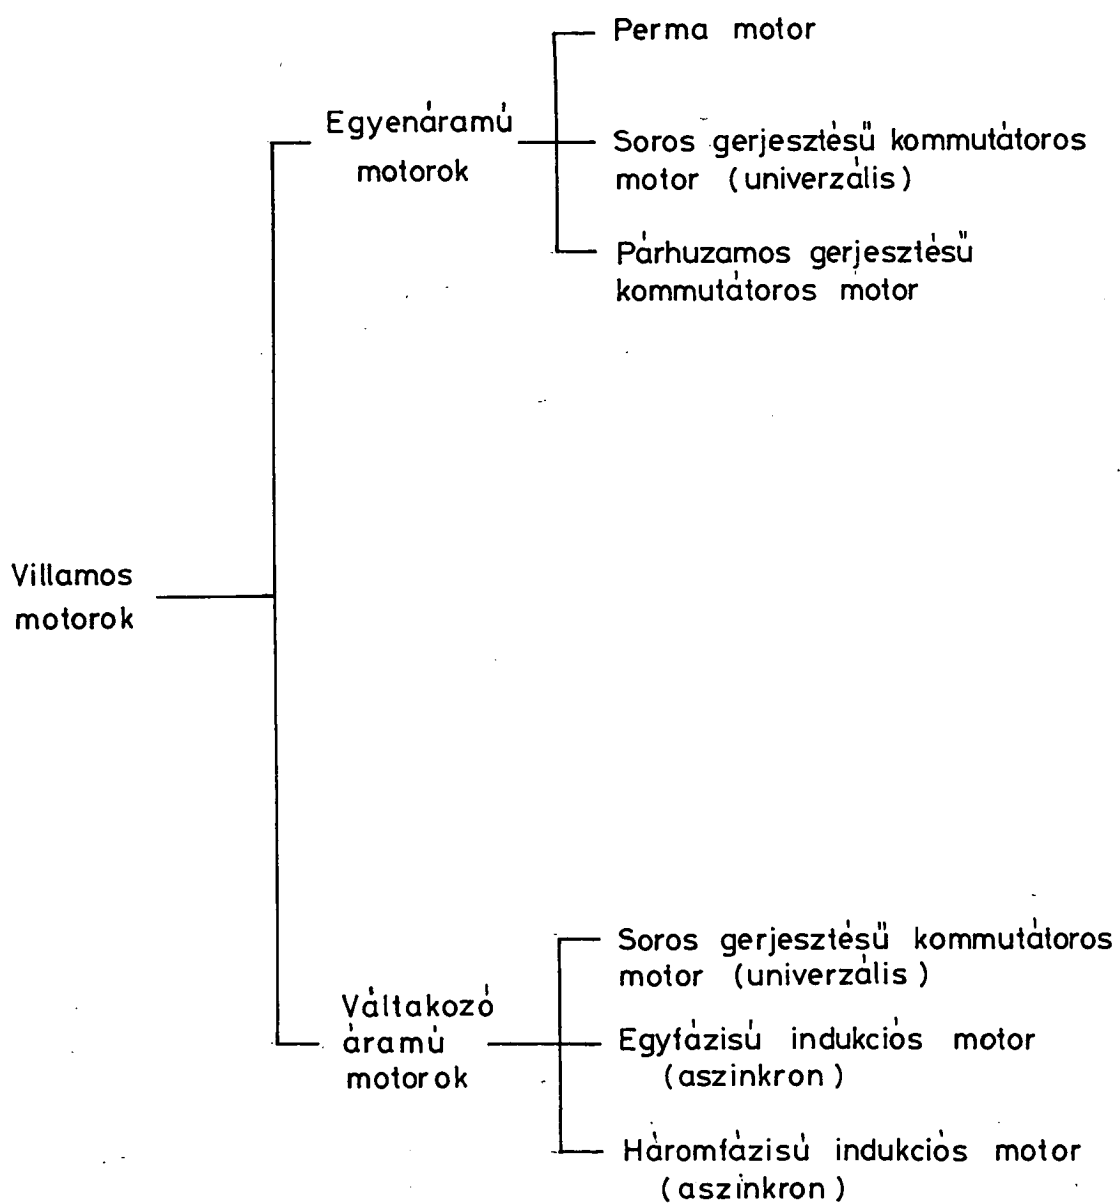 Perma motor
Egyenáramú
motorok
Soros gerjesztésű kommutátoros
motor (univerzális)
Párhuzamos gerjesztésű
kommutátoros motor
Villamos
motorok
Váltakozó
áramú
motorok
Soros gerjesztésű kommutátoros
motor (univerzális)
Egyfázisú indukciós motor
(aszinkron)
Háromfázisú indukciós motor
(aszinkron)